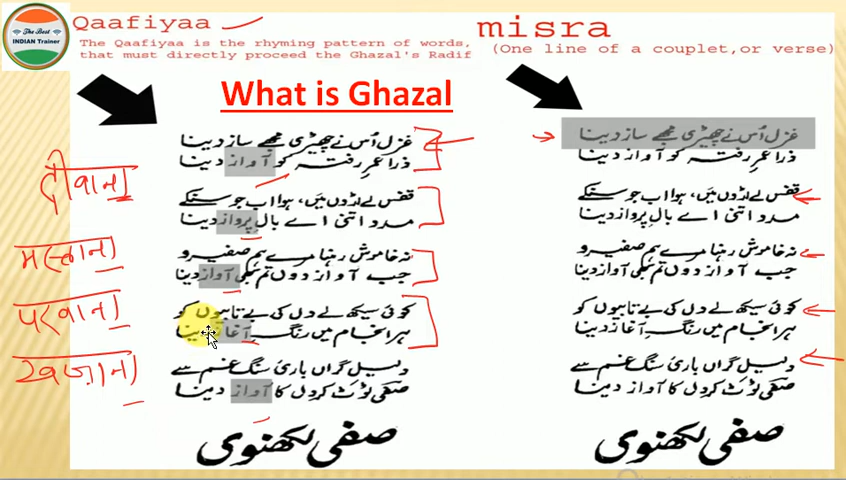 The Best
INDIAN Trainer
Qaafiyaa
The Qaafiyaa is the rhyming pattern of words,
that must directly proceed the Ghazal's Radif
misra
(One line of a couplet,or verse)
What is Ghazal
غزل اُس نے چھیڑی مجھے ساز دینا
ذرا عمرِ رفتہ کو آواز دینا
قفس لے اُڑوں میں، ہوا اب جو سنکے
مدد اتنی اے بالِ پرواز دینا
نہ خاموش رہنا مرے ہم صفیرو
جب آواز دوں تم بھی آواز دینا
کوئی سیکھ لے دل کی بے تابیوں کو
ہر انجام میں رنگِ آغاز دینا
دلیلِ گراں باریٔ سنگِ غم سے
صفی ٹوٹ کر دل کا آواز دینا
صفی لکھنوی
दीवाना
मस्ताना
परवाना
खज़ाना
غزل اُس نے چھیڑی مجھے ساز دینا
ذرا عمرِ رفتہ کو آواز دینا
قفس لے اُڑوں میں، ہوا اب جو سنکے
مدد اتنی اے بالِ پرواز دینا
نہ خاموش رہنا مرے ہم صفیرو
جب آواز دوں تم بھی آواز دینا
کوئی سیکھ لے دل کی بے تابیوں کو
ہر انجام میں رنگِ آغاز دینا
دلیلِ گراں باریٔ سنگِ غم سے
صفی ٹوٹ کر دل کا آواز دینا
صفی لکھنوی